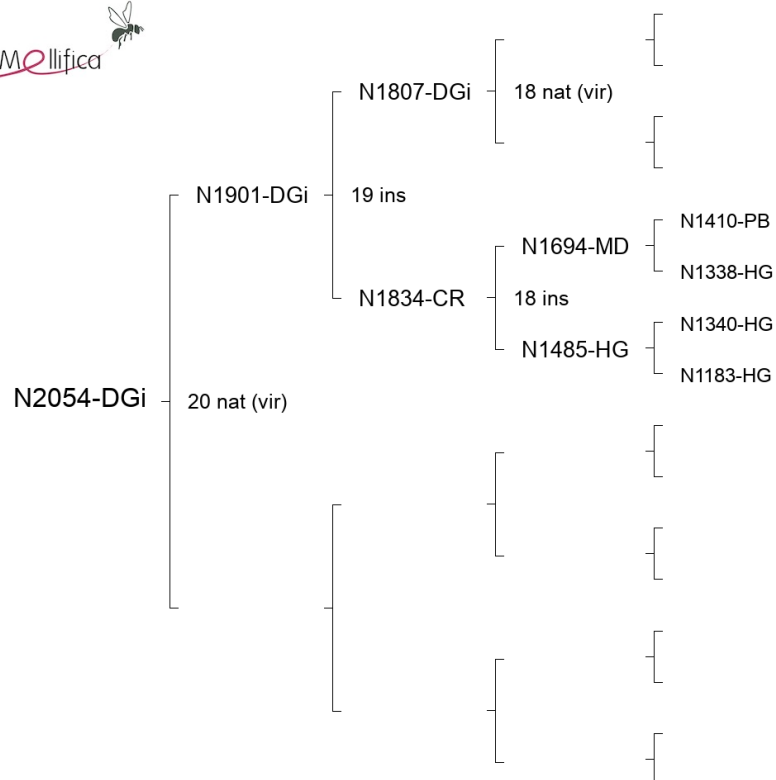 Mellifica
N1807-DGi
18 nat (vir)
N1901-DGi
19 ins
N1410-PB
N1694-MD
N1338-HG
N1834-CR
18 ins
N1340-HG
N1485-HG
N1183-HG
N2054-DGi
20 nat (vir)